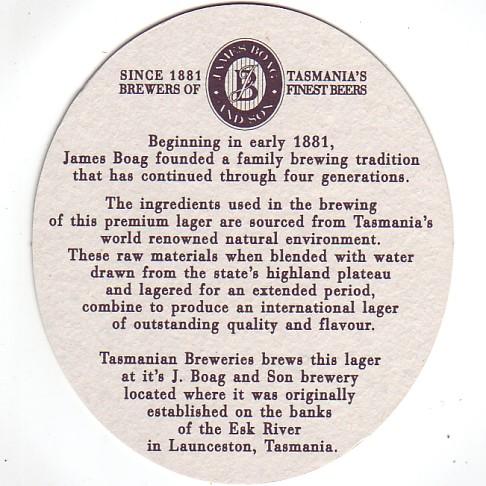 JAMES BOAG
SINCE 1881 JB TASMANIA'S
BREWERS OF FINEST BEERS
AND SON
Beginning in early 1881,
James Boag founded a family brewing tradition
that has continued through four generations.
The ingredients used in the brewing
of this premium lager are sourced from Tasmania's
world renowned natural environment.
These raw materials when blended with water
drawn from the state's highland plateau
and lagered for an extended period,
combine to produce an international lager
of outstanding quality and flavour.
Tasmanian Breweries brews this lager
at it's J. Boag and Son brewery
located where it was originally
established on the banks
of the Esk River
in Launceston, Tasmania.